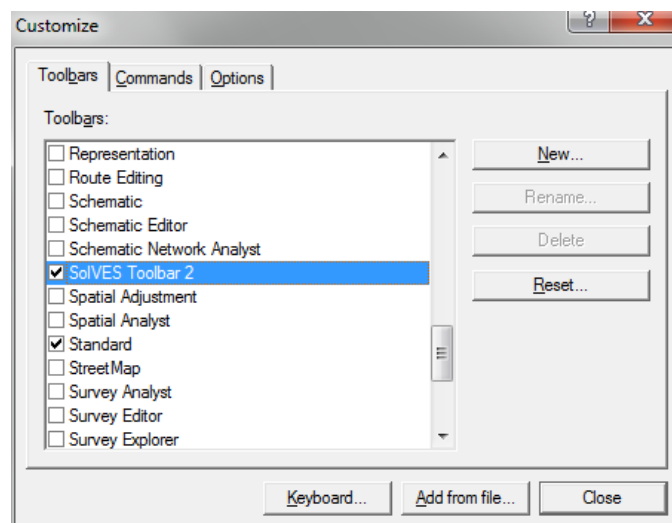 Customize
Toolbars Commands Options
Toolbars:
Representation
Route Editing
Schematic
Schematic Editor
Schematic Network Analyst
SolVES Toolbar 2
Spatial Adjustment
Spatial Analyst
Standard
StreetMap
Survey Analyst
Survey Editor
Survey Explorer
New...
Rename...
Delete
Reset...
Keyboard... Add from file... Close